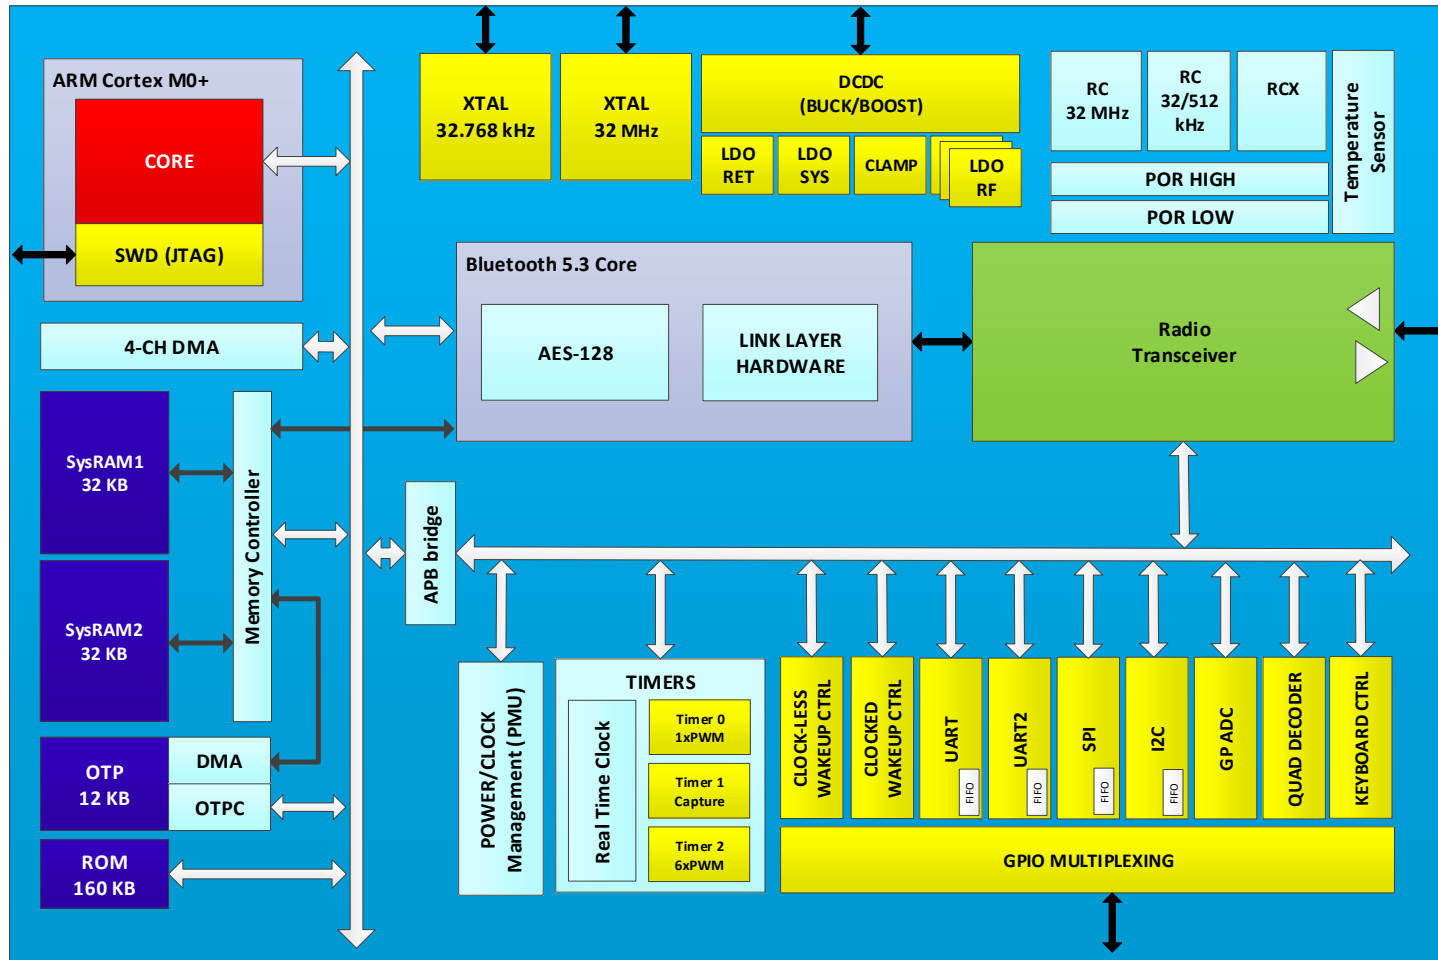 ARM Cortex M0+
CORE
SWD (JTAG)
4-CH DMA
SysRAM1
32 KB
SysRAM2
32 KB
Memory Controller
OTP
12 KB
DMA
OTPC
ROM
160 KB
XTAL
32.768 kHz
XTAL
32 MHz
DCDC
(BUCK/BOOST)
LDO
RET
LDO
SYS
CLAMP
LDO
RF
RC
32 MHz
RC
32/512
kHz
RCX
POR HIGH
POR LOW
Temperature
Sensor
Bluetooth 5.3 Core
AES-128
LINK LAYER
HARDWARE
Radio
Transceiver
APB bridge
POWER/CLOCK
Management (PMU)
TIMERS
Real Time Clock
Timer 0
1xPWM
Timer 1
Capture
Timer 2
6xPWM
CLOCK-LESS
WAKEUP CTRL
CLOCKED
WAKEUP CTRL
UART
FIFO
UART2
FIFO
SPI
FIFO
I2C
FIFO
GP ADC
QUAD DECODER
KEYBOARD CTRL
GPIO MULTIPLEXING